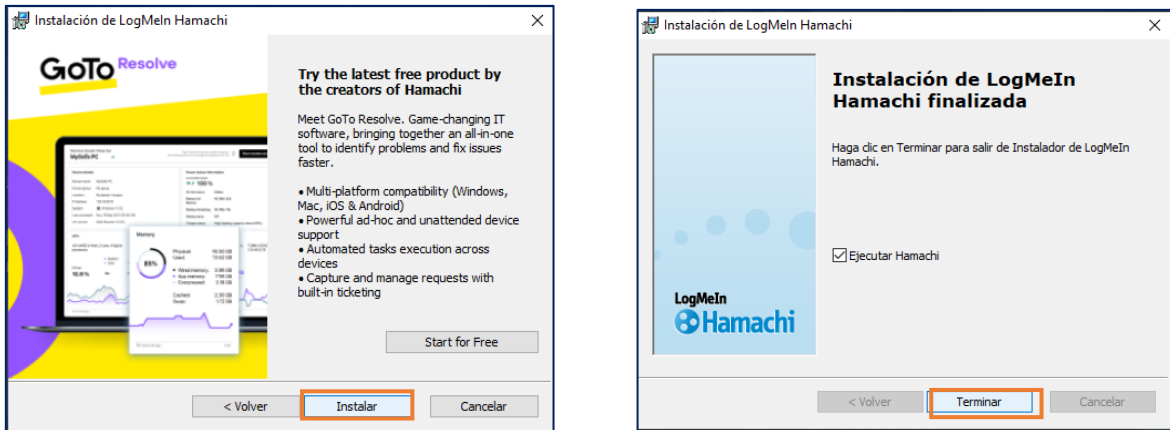 Instalación de LogMeIn Hamachi
GoTo Resolve
Try the latest free product by
the creators of Hamachi
Meet GoTo Resolve. Game-changing IT
software, bringing together an all-in-one
tool to identify problems and fix issues
faster.
• Multi-platform compatibility (Windows,
Mac, iOS & Android)
• Powerful ad-hoc and unattended device
support
• Automated tasks execution across
devices
• Capture and manage requests with
built-in ticketing
MyGoTo PC
100%
Memory
85%
Start for Free
< Volver
Instalar
Cancelar
Instalación de LogMeIn Hamachi
Instalación de LogMeIn
Hamachi finalizada
Haga clic en Terminar para salir de Instalador de LogMeIn
Hamachi.
Ejecutar Hamachi
LogMeIn
Hamachi
< Volver
Terminar
Cancelar